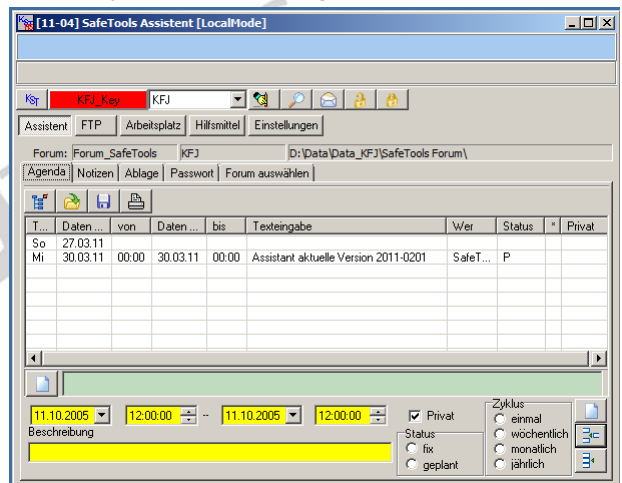 [11-04] SafeTools Assistent [LocalMode]
KST KFJ_Key KFJ
Assistent FTP Arbeitsplatz Hilfsmittel Einstellungen
Forum: Forum_SafeTools KFJ D:\Data\Data_KFJ\SafeTools Forum\
Agenda Notizen Ablage Passwort Forum auswählen
T... Daten ... von Daten ... bis Texteingabe Wer Status * Privat
So 27.03.11
Mi 30.03.11 00:00 30.03.11 00:00 Assistant aktuelle Version 2011-0201 SafeT... P
11.10.2005 12:00:00 -- 11.10.2005 12:00:00 Privat
Beschreibung
Status
fix
geplant
Zyklus
einmal
wöchentlich
monatlich
jährlich